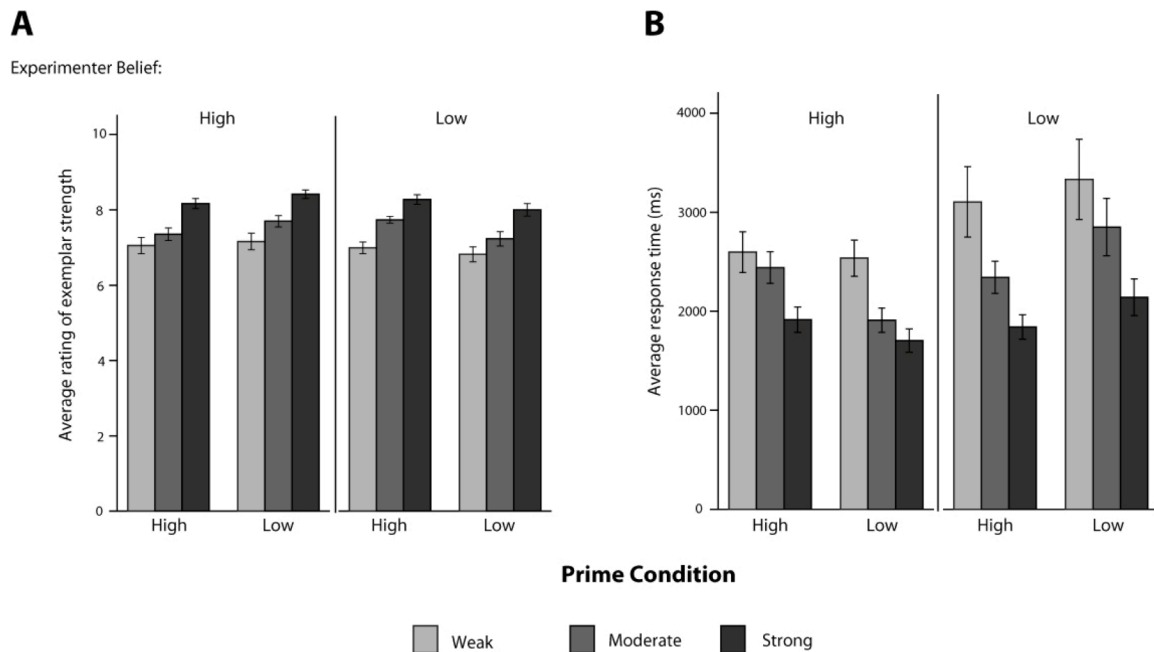 A
B
Experimenter Belief:
High
Low
High
Low
Average rating of exemplar strength
10
8
6
4
2
0
High
Low
High
Low
Average response time (ms)
4000
3000
2000
1000
0
High
Low
High
Low
Prime Condition
Weak
Moderate
Strong